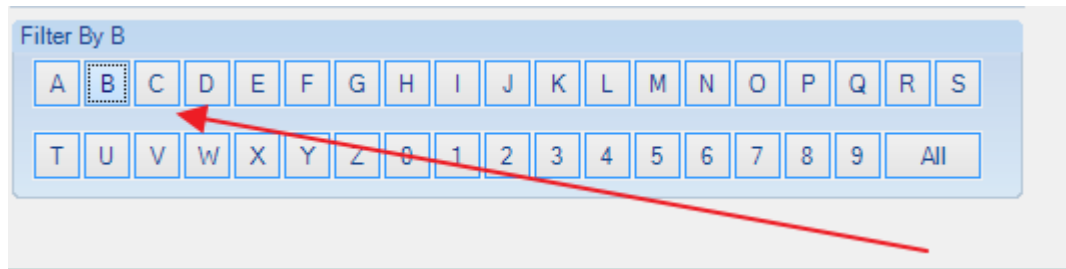 Filter By B
A B C D E F G H I J K L M N O P Q R S
T U V W X Y Z 0 1 2 3 4 5 6 7 8 9 All